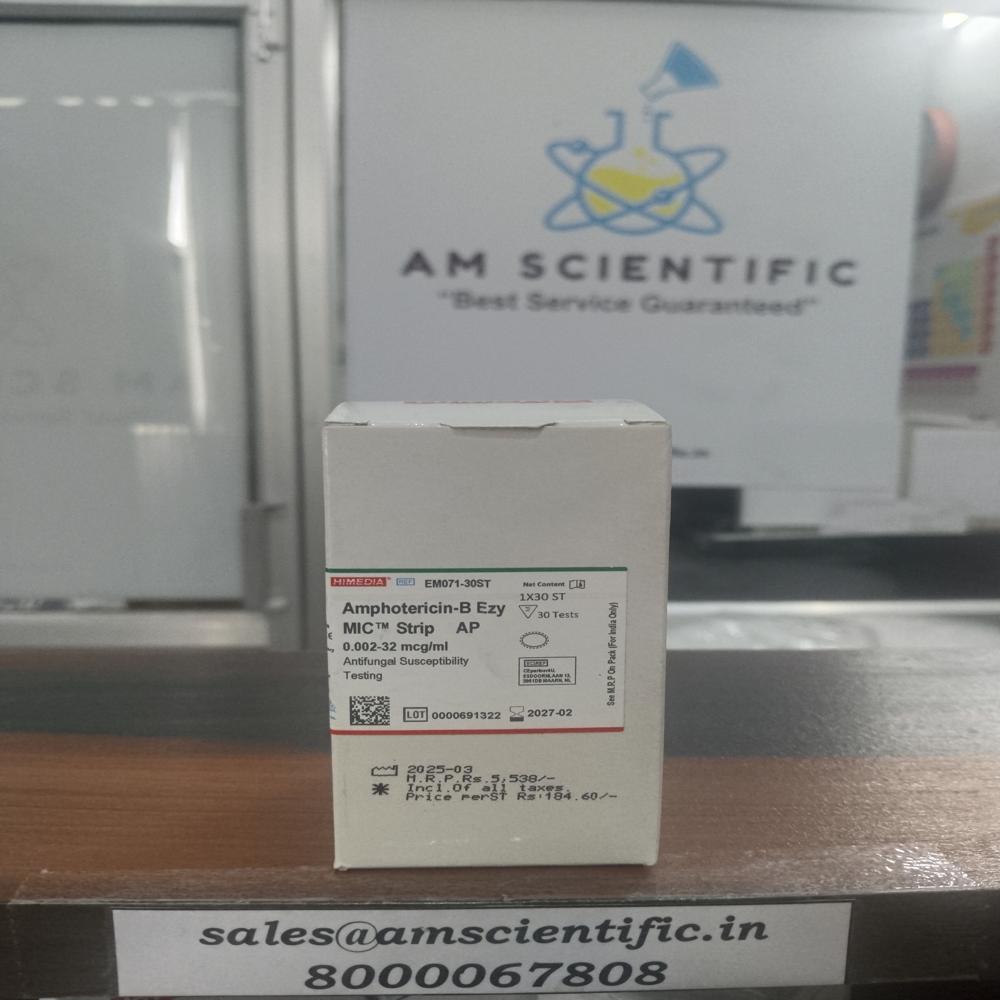 AM SCIENTIFIC
"Best Service Guaranteed"
HIMEDIA REF EM071-30ST
Amphotericin-B Ezy
MIC™ Strip AP
0.002-32 mcg/ml
Antifungal Susceptibility
Testing
Net Content
1X30 ST
30 Tests
See M.R.P On Pack (For India Only)
LOT 0000691322 2027-02
2025-03
M.R.P.Rs.5,538/-
Incl.Of all taxes.
Price perST Rs:184.60/-
sales@amscientific.in
8000067808